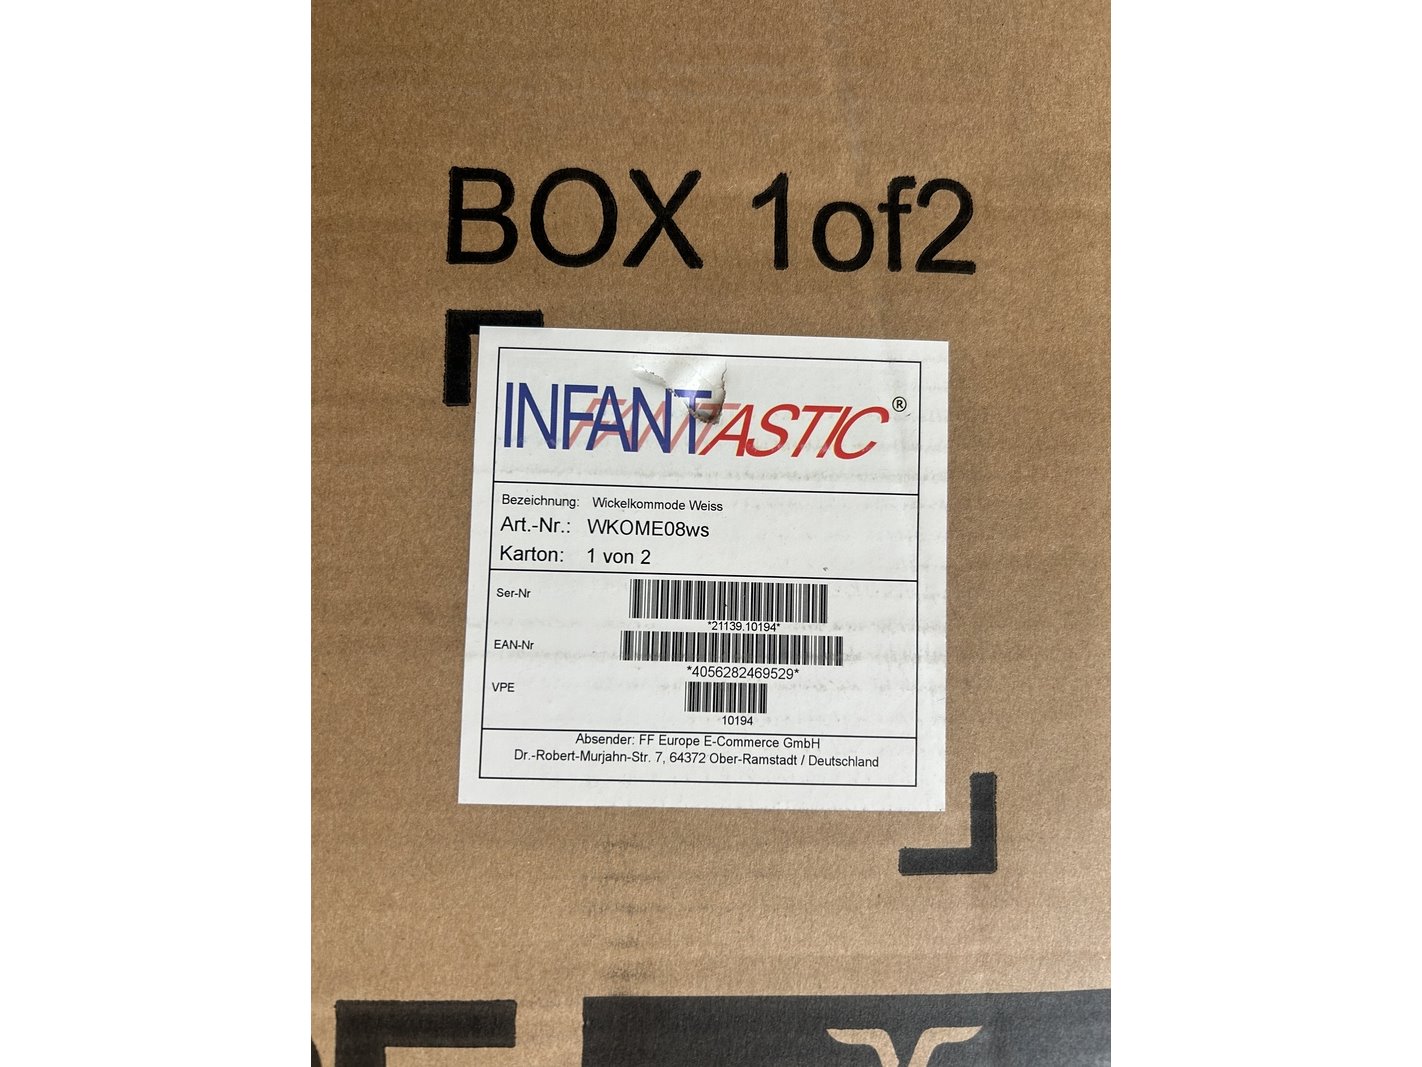 BOX 1of2
INFANTASTIC®
Bezeichnung: Wickelkommode Weiss
Art.-Nr.: WKOME08ws
Karton: 1 von 2
Ser-Nr
*21139.10194*
EAN-Nr
*4056282469529*
VPE
10194
Absender: FF Europe E-Commerce GmbH
Dr.-Robert-Murjahn-Str. 7, 64372 Ober-Ramstadt / Deutschland